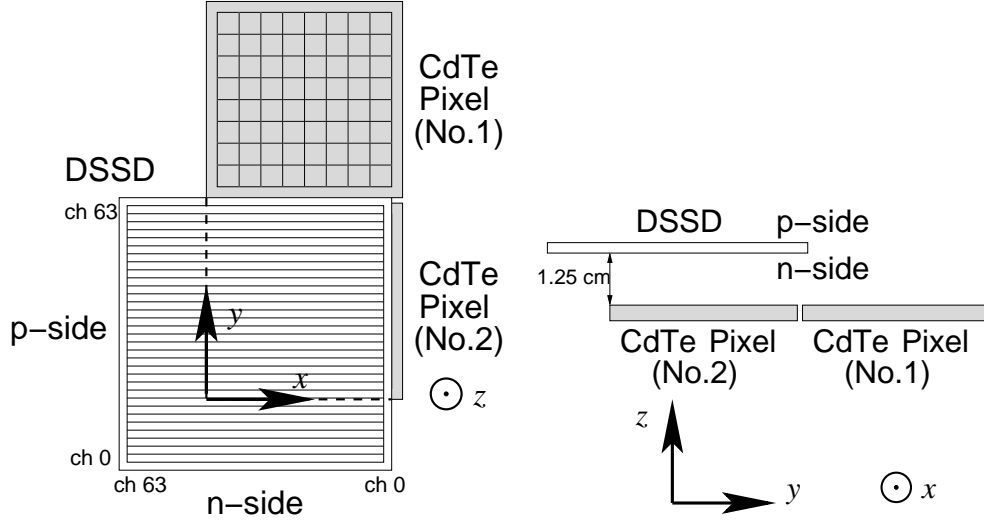 CdTe
Pixel
(No.1)
DSSD
ch 63
CdTe
Pixel
(No.2)
p−side
y
x
z
ch 0
ch 63
ch 0
n−side
DSSD
p−side
n−side
1.25 cm
CdTe Pixel
(No.2)
CdTe Pixel
(No.1)
z
y
x